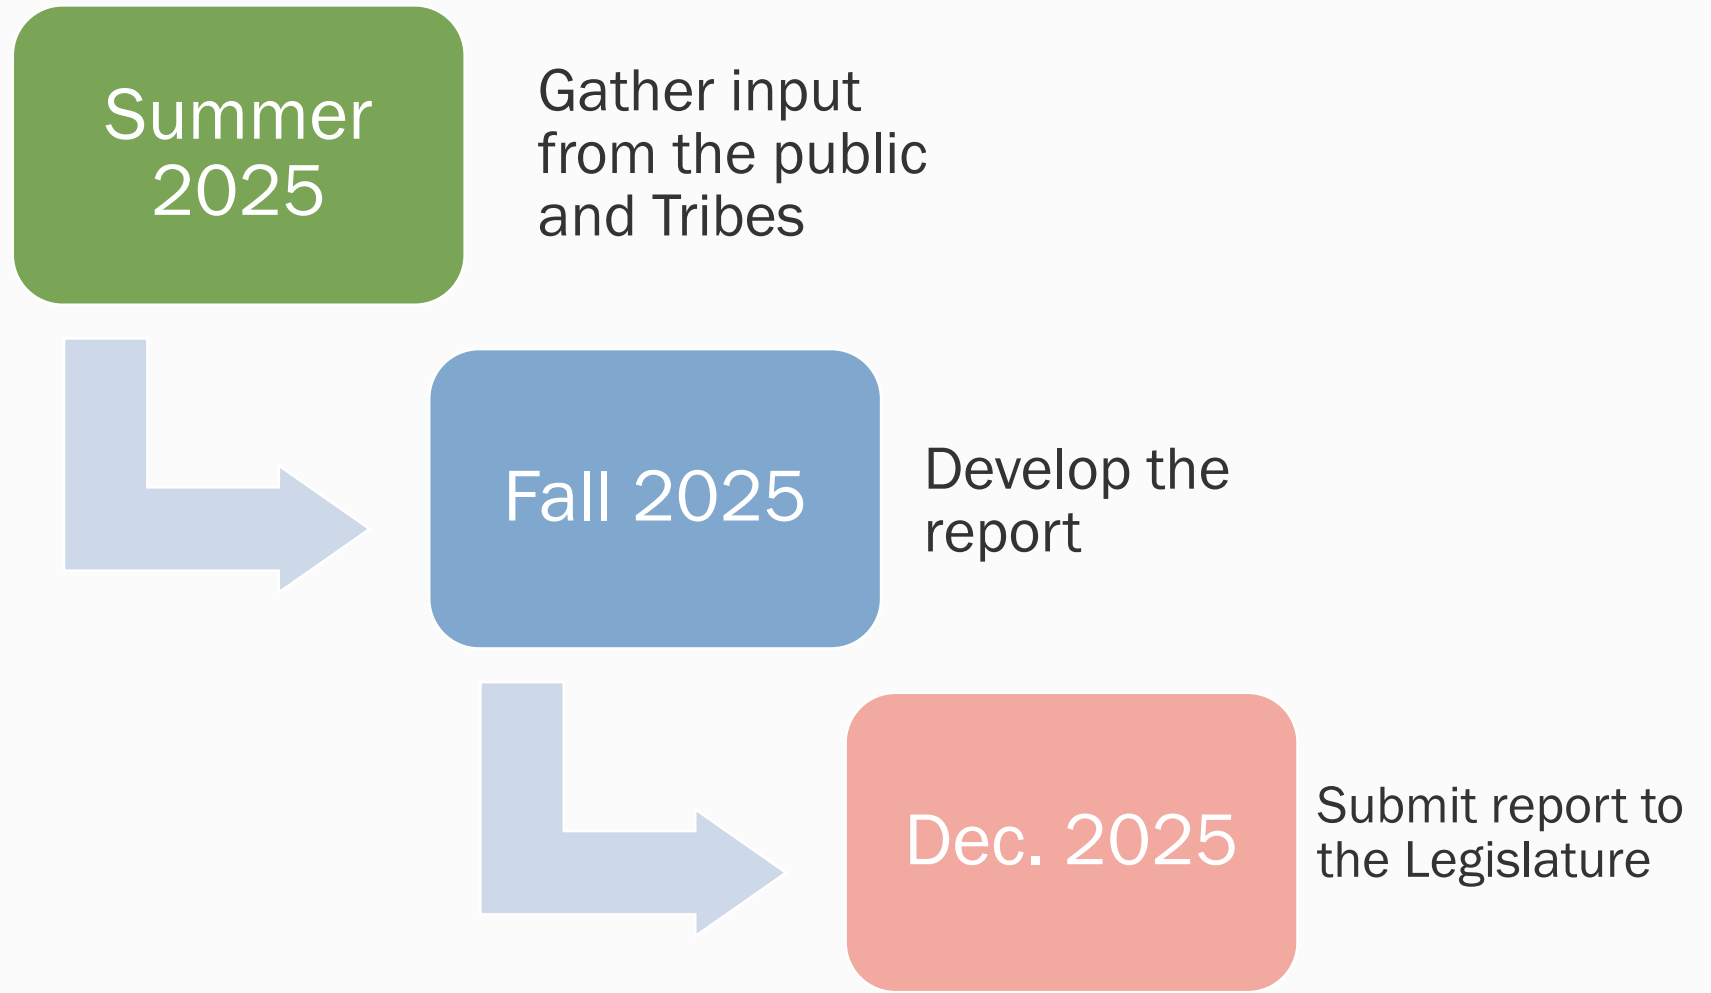 Summer
2025
Gather input
from the public
and Tribes
Fall 2025
Develop the
report
Dec. 2025
Submit report to
the Legislature